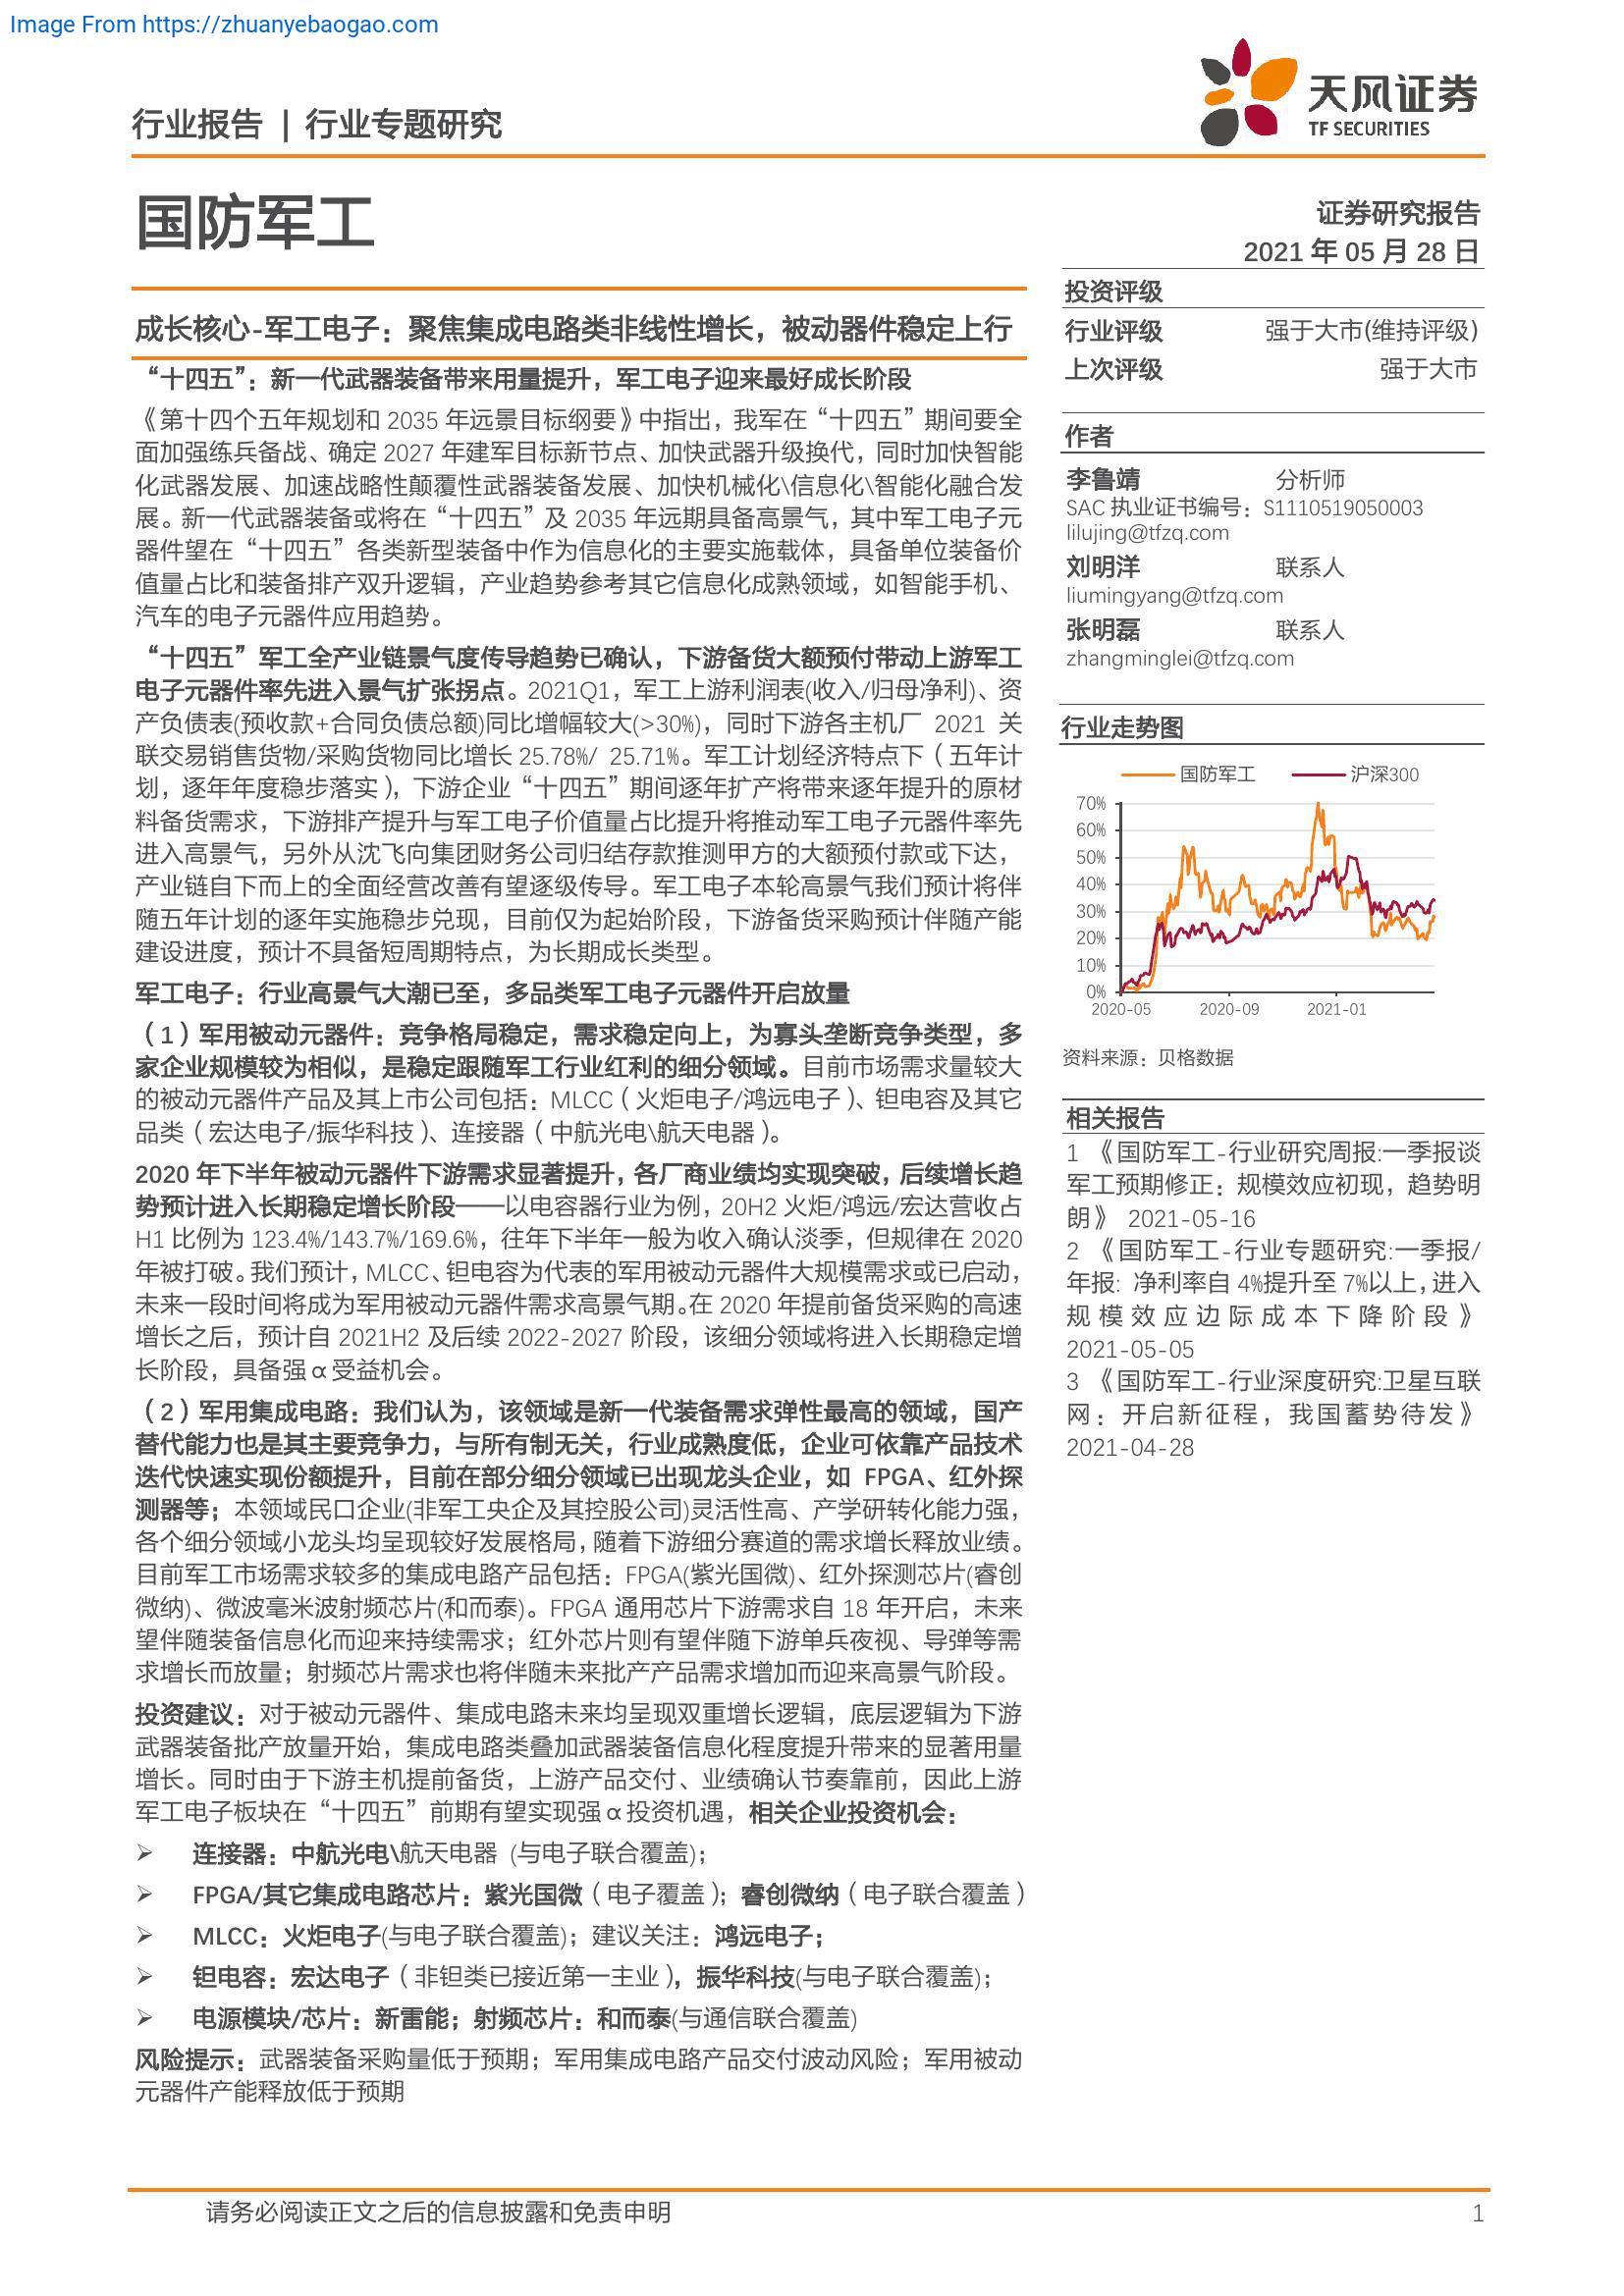 Image From https://zhuanyebaogao.com
行业报告 | 行业专题研究
天风证券
TF SECURITIES
国防军工
证券研究报告
2021 年 05 月 28 日
成长核心-军工电子：聚焦集成电路类非线性增长，被动器件稳定上行
“十四五”：新一代武器装备带来用量提升，军工电子迎来最好成长阶段
《第十四个五年规划和 2035 年远景目标纲要》中指出，我军在“十四五”期间要全
面加强练兵备战、确定 2027 年建军目标新节点、加快武器升级换代，同时加快智能
化武器发展、加速战略性颠覆性武器装备发展、加快机械化\信息化\智能化融合发
展。新一代武器装备或将在“十四五”及 2035 年远期具备高景气，其中军工电子元
器件望在“十四五”各类新型装备中作为信息化的主要实施载体，具备单位装备价
值量占比和装备排产双升逻辑，产业趋势参考其它信息化成熟领域，如智能手机、
汽车的电子元器件应用趋势。
“十四五”军工全产业链景气度传导趋势已确认，下游备货大额预付带动上游军工
电子元器件率先进入景气扩张拐点。2021Q1，军工上游利润表(收入/归母净利)、资
产负债表(预收款+合同负债总额)同比增幅较大(>30%)，同时下游各主机厂 2021 关
联交易销售货物/采购货物同比增长 25.78%/ 25.71%。军工计划经济特点下（五年计
划，逐年年度稳步落实），下游企业“十四五”期间逐年扩产将带来逐年提升的原材
料备货需求，下游排产提升与军工电子价值量占比提升将推动军工电子元器件率先
进入高景气，另外从沈飞向集团财务公司归结存款推测甲方的大额预付款或下达，
产业链自下而上的全面经营改善有望逐级传导。军工电子本轮高景气我们预计将伴
随五年计划的逐年实施稳步兑现，目前仅为起始阶段，下游备货采购预计伴随产能
建设进度，预计不具备短周期特点，为长期成长类型。
军工电子：行业高景气大潮已至，多品类军工电子元器件开启放量
（1）军用被动元器件：竞争格局稳定，需求稳定向上，为寡头垄断竞争类型，多
家企业规模较为相似，是稳定跟随军工行业红利的细分领域。目前市场需求量较大
的被动元器件产品及其上市公司包括：MLCC（火炬电子/鸿远电子）、钽电容及其它
品类（宏达电子/振华科技）、连接器（中航光电\航天电器）。
2020 年下半年被动元器件下游需求显著提升，各厂商业绩均实现突破，后续增长趋
势预计进入长期稳定增长阶段——以电容器行业为例，20H2 火炬/鸿远/宏达营收占
H1 比例为 123.4%/143.7%/169.6%，往年下半年一般为收入确认淡季，但规律在 2020
年被打破。我们预计，MLCC、钽电容为代表的军用被动元器件大规模需求或已启动，
未来一段时间将成为军用被动元器件需求高景气期。在 2020 年提前备货采购的高速
增长之后，预计自 2021H2 及后续 2022-2027 阶段，该细分领域将进入长期稳定增
长阶段，具备强α受益机会。
（2）军用集成电路：我们认为，该领域是新一代装备需求弹性最高的领域，国产
替代能力也是其主要竞争力，与所有制无关，行业成熟度低，企业可依靠产品技术
迭代快速实现份额提升，目前在部分细分领域已出现龙头企业，如 FPGA、红外探
测器等；本领域民口企业(非军工央企及其控股公司)灵活性高、产学研转化能力强，
各个细分领域小龙头均呈现较好发展格局，随着下游细分赛道的需求增长释放业绩。
目前军工市场需求较多的集成电路产品包括：FPGA(紫光国微)、红外探测芯片(睿创
微纳)、微波毫米波射频芯片(和而泰)。FPGA 通用芯片下游需求自 18 年开启，未来
望伴随装备信息化而迎来持续需求；红外芯片则有望伴随下游单兵夜视、导弹等需
求增长而放量；射频芯片需求也将伴随未来批产产品需求增加而迎来高景气阶段。
投资建议：对于被动元器件、集成电路未来均呈现双重增长逻辑，底层逻辑为下游
武器装备批产放量开始，集成电路类叠加武器装备信息化程度提升带来的显著用量
增长。同时由于下游主机提前备货，上游产品交付、业绩确认节奏靠前，因此上游
军工电子板块在“十四五”前期有望实现强α投资机遇，相关企业投资机会：
➢ 连接器：中航光电\航天电器 (与电子联合覆盖)；
➢ FPGA/其它集成电路芯片：紫光国微（电子覆盖）；睿创微纳（电子联合覆盖）
➢ MLCC：火炬电子(与电子联合覆盖)；建议关注：鸿远电子；
➢ 钽电容：宏达电子（非钽类已接近第一主业），振华科技(与电子联合覆盖)；
➢ 电源模块/芯片：新雷能；射频芯片：和而泰(与通信联合覆盖)
风险提示：武器装备采购量低于预期；军用集成电路产品交付波动风险；军用被动
元器件产能释放低于预期
投资评级
行业评级 强于大市(维持评级)
上次评级 强于大市
作者
李鲁靖 分析师
SAC 执业证书编号：S1110519050003
lilujing@tfzq.com
刘明洋 联系人
liumingyang@tfzq.com
张明磊 联系人
zhangminglei@tfzq.com
行业走势图
国防军工 沪深300
70%
60%
50%
40%
30%
20%
10%
0%
2020-05 2020-09 2021-01
资料来源：贝格数据
相关报告
1 《国防军工-行业研究周报:一季报谈
军工预期修正：规模效应初现，趋势明
朗》 2021-05-16
2 《国防军工-行业专题研究:一季报/
年报: 净利率自 4%提升至 7%以上,进入
规模效应边际成本下降阶段》
2021-05-05
3 《国防军工-行业深度研究:卫星互联
网：开启新征程，我国蓄势待发》
2021-04-28
请务必阅读正文之后的信息披露和免责申明 1